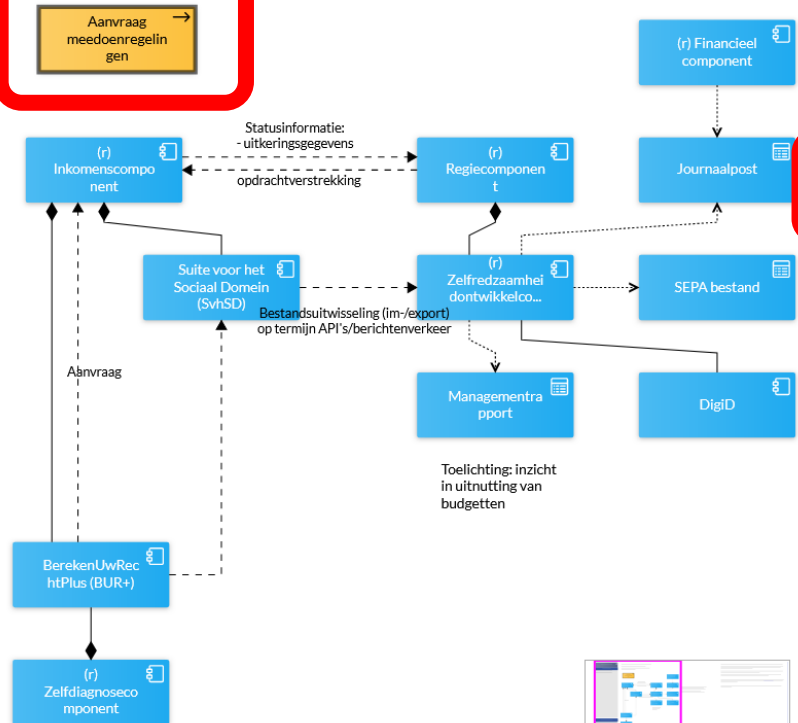 Aanvraag
meedoenregelin
gen
(r) Financieel
component
Statusinformatie:
- uitkeringsgegevens
(r)
Inkomenscompo
nent
opdrachtverstrekking
(r)
Regiecomponen
t
Journaalpost
Suite voor het
Sociaal Domein
(SvhSD)
Bestandsuitwisseling (im-/export)
op termijn API's/berichtenverkeer
(r)
Zelfredzaamhei
dontwikkelco...
SEPA bestand
Aanvraag
Managementra
pport
DigiD
Toelichting: inzicht
in uitnutting van
budgetten
BerekenUwRec
htPlus (BUR+)
(r)
Zelfdiagnoseco
mponent